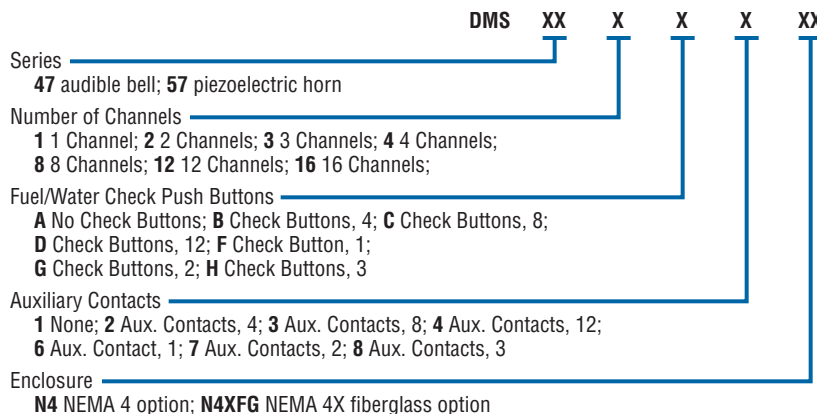 DMS XX X X X XX
Series
47 audible bell; 57 piezoelectric horn
Number of Channels
1 1 Channel; 2 2 Channels; 3 3 Channels; 4 4 Channels;
8 8 Channels; 12 12 Channels; 16 16 Channels;
Fuel/Water Check Push Buttons
A No Check Buttons; B Check Buttons, 4; C Check Buttons, 8;
D Check Buttons, 12; F Check Button, 1;
G Check Buttons, 2; H Check Buttons, 3
Auxiliary Contacts
1 None; 2 Aux. Contacts, 4; 3 Aux. Contacts, 8; 4 Aux. Contacts, 12;
6 Aux. Contact, 1; 7 Aux. Contacts, 2; 8 Aux. Contacts, 3
Enclosure
N4 NEMA 4 option; N4XFG NEMA 4X fiberglass option